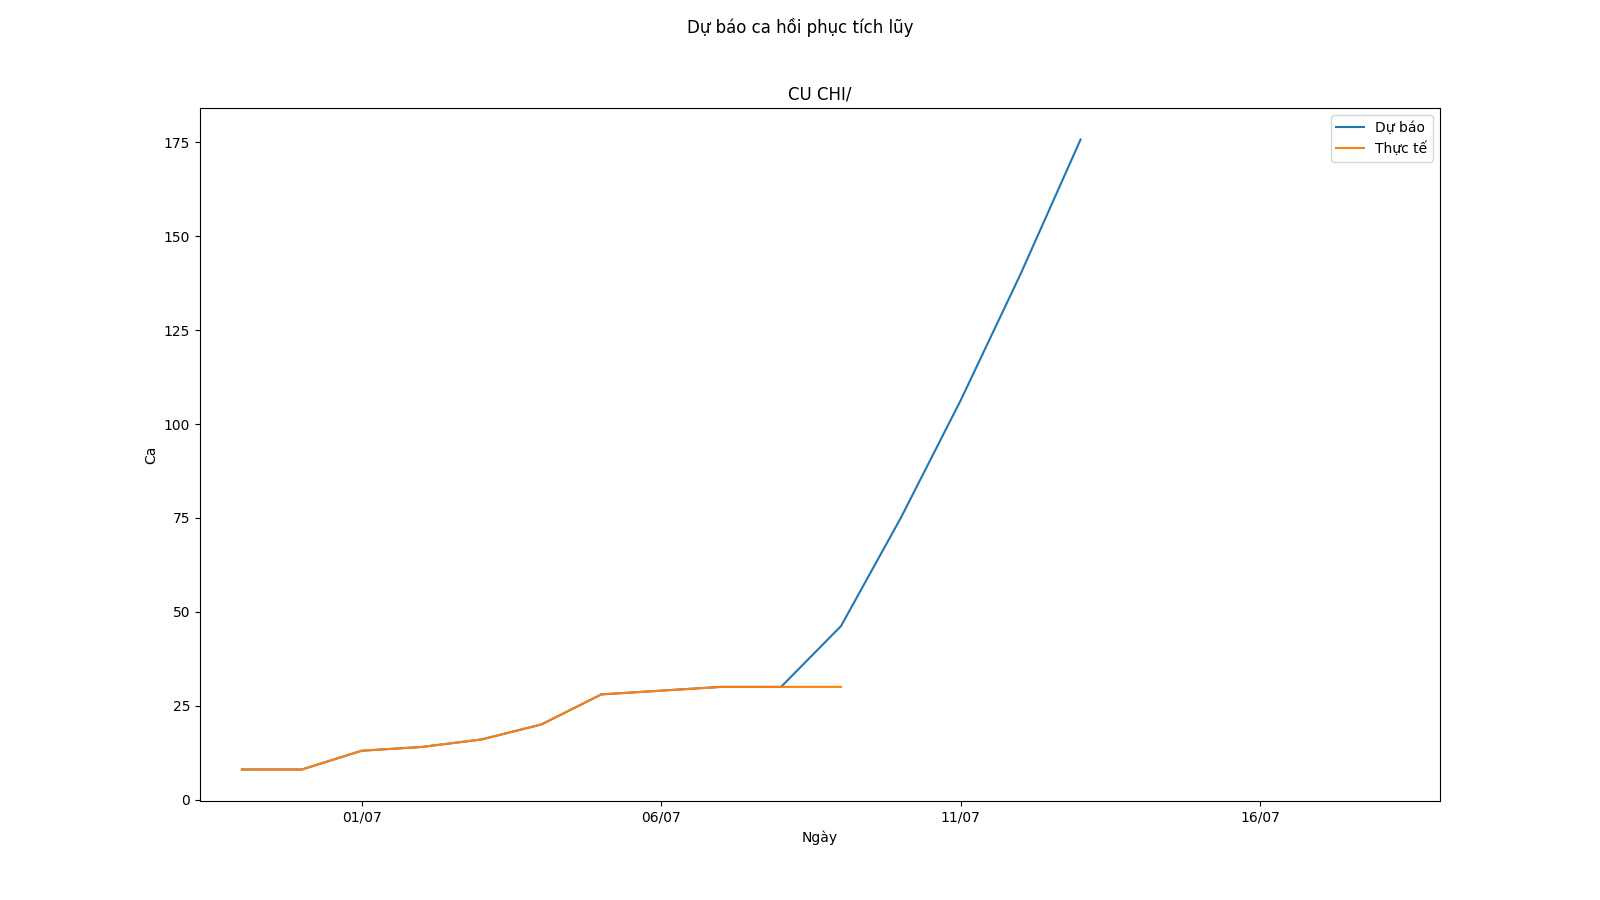 Dự báo ca hồi phục tích lũy
CU CHI/
Dự báo
Thực tế
175
150
125
100
75
50
25
0
Ca
01/07 06/07 11/07 16/07
Ngày